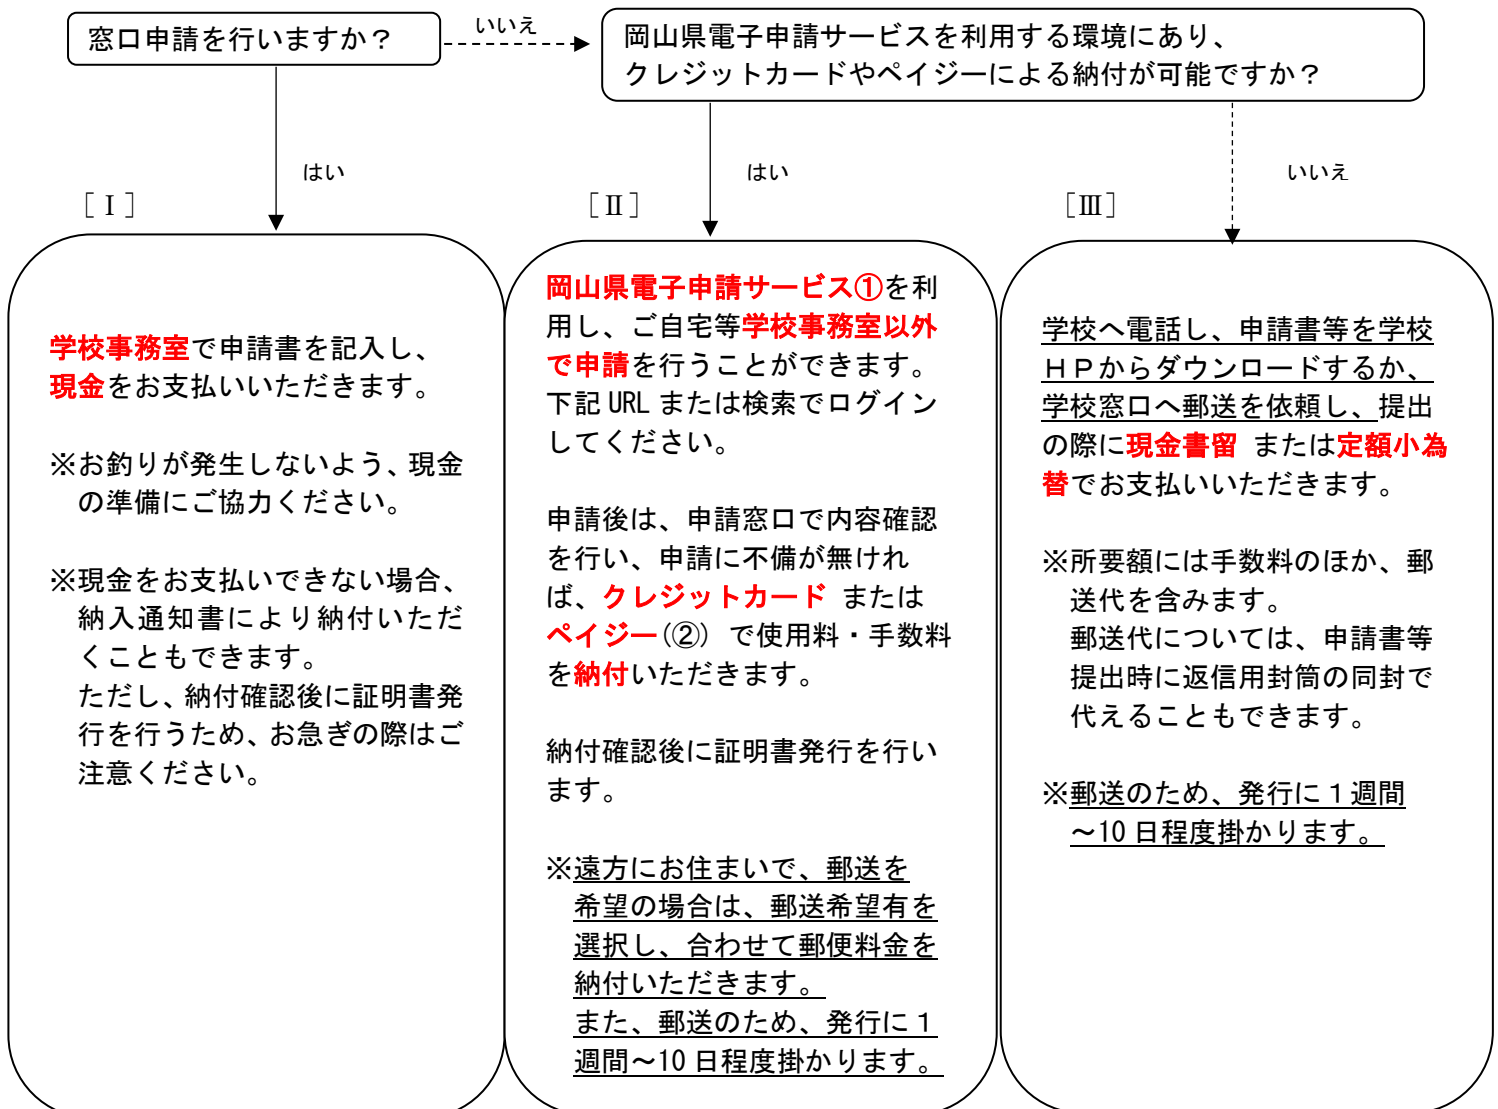 窓口申請を行いますか？
いいえ
岡山県電子申請サービスを利用する環境にあり、
クレジットカードやペイジーによる納付が可能ですか？
はい
はい
いいえ
［Ⅰ］
［Ⅱ］
［Ⅲ］
学校事務室で申請書を記入し、
現金をお支払いいただきます。
※お釣りが発生しないよう、現金
の準備にご協力ください。
※現金をお支払いできない場合、
納入通知書により納付いただ
くこともできます。
ただし、納付確認後に証明書発
行を行うため、お急ぎの際はご
注意ください。
岡山県電子申請サービス①を利
用し、ご自宅等学校事務室以外
で申請を行うことができます。
下記 URL または検索でログイン
してください。
申請後は、申請窓口で内容確認
を行い、申請に不備が無けれ
ば、クレジットカード または
ペイジー(②) で使用料・手数料
を納付いただきます。
納付確認後に証明書発行を行い
ます。
※遠方にお住まいで、郵送を
希望の場合は、郵送希望有を
選択し、合わせて郵便料金を
納付いただきます。
また、郵送のため、発行に１
週間～10 日程度掛かります。
学校へ電話し、申請書等を学校
ＨＰからダウンロードするか、
学校窓口へ郵送を依頼し、提出
の際に現金書留 または定額小為
替でお支払いいただきます。
※所要額には手数料のほか、郵
送代を含みます。
郵送代については、申請書等
提出時に返信用封筒の同封で
代えることもできます。
※郵送のため、発行に１週間
～10 日程度掛かります。